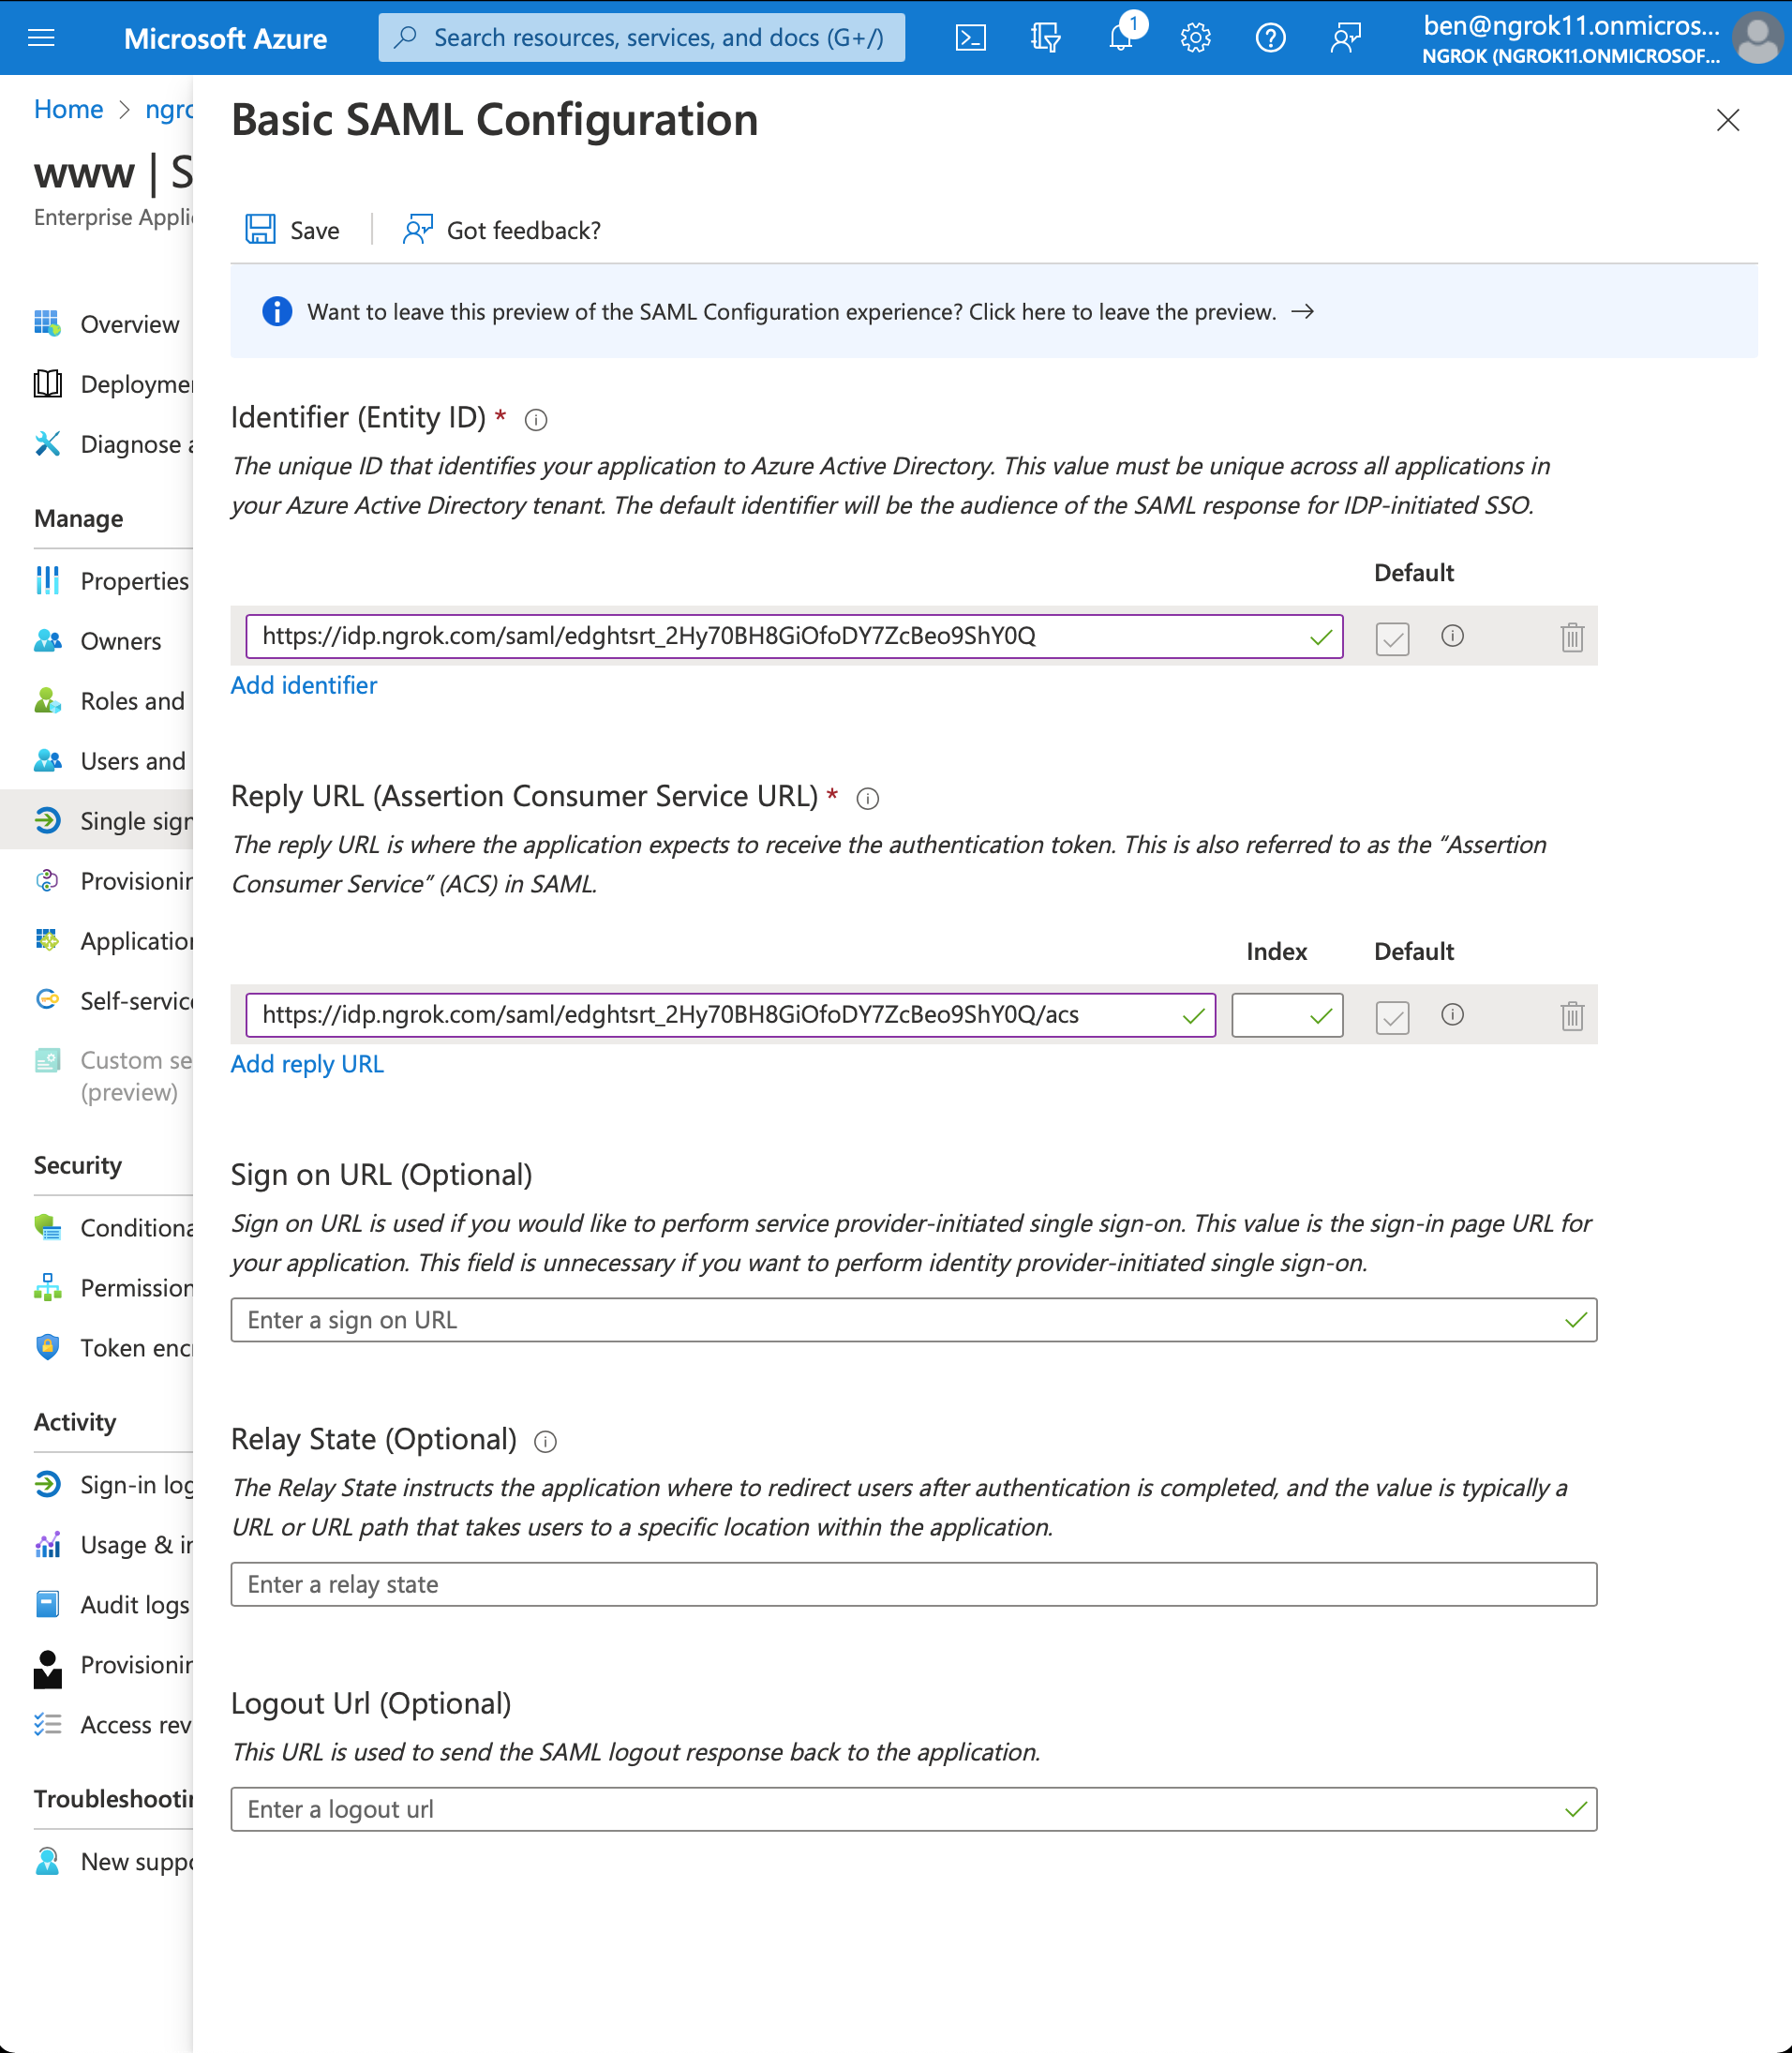 Microsoft Azure
Search resources, services, and docs (G+/)
1
ben@ngrok11.onmicros...
NGROK (NGROK11.ONMICROSOF...
Home > ngro
www | S
Enterprise Appli
Overview
Deployme
Diagnose a
Manage
Properties
Owners
Roles and
Users and
Single sign
Provisionin
Application
Self-service
Custom se
(preview)
Security
Conditiona
Permission
Token enc
Activity
Sign-in log
Usage & in
Audit logs
Provisionin
Access rev
Troubleshootin
New suppo
Basic SAML Configuration
Save
Got feedback?
Want to leave this preview of the SAML Configuration experience? Click here to leave the preview. →
Identifier (Entity ID) *
The unique ID that identifies your application to Azure Active Directory. This value must be unique across all applications in
your Azure Active Directory tenant. The default identifier will be the audience of the SAML response for IDP-initiated SSO.
Default
https://idp.ngrok.com/saml/edghtsrt_2Hy70BH8GiOfoDY7ZcBeo9ShY0Q
Add identifier
Reply URL (Assertion Consumer Service URL) *
The reply URL is where the application expects to receive the authentication token. This is also referred to as the “Assertion
Consumer Service” (ACS) in SAML.
Index Default
https://idp.ngrok.com/saml/edghtsrt_2Hy70BH8GiOfoDY7ZcBeo9ShY0Q/acs
Add reply URL
Sign on URL (Optional)
Sign on URL is used if you would like to perform service provider-initiated single sign-on. This value is the sign-in page URL for
your application. This field is unnecessary if you want to perform identity provider-initiated single sign-on.
Enter a sign on URL
Relay State (Optional)
The Relay State instructs the application where to redirect users after authentication is completed, and the value is typically a
URL or URL path that takes users to a specific location within the application.
Enter a relay state
Logout Url (Optional)
This URL is used to send the SAML logout response back to the application.
Enter a logout url